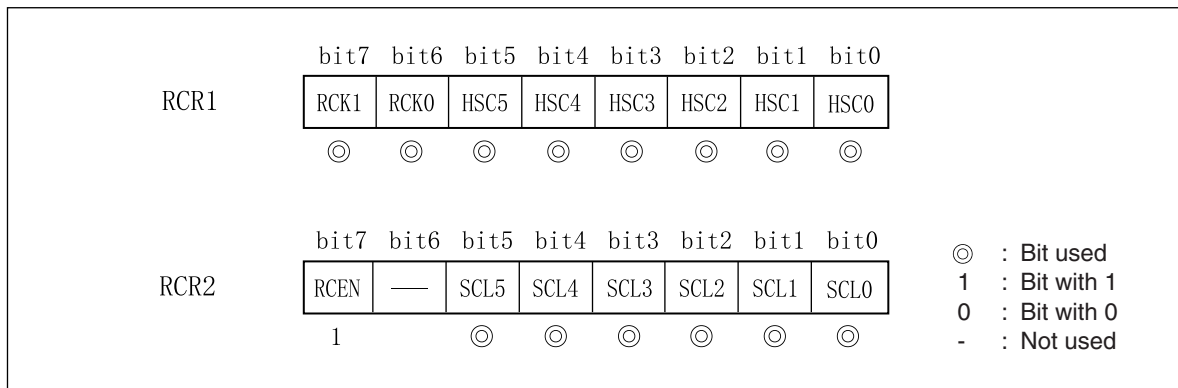 bit7 bit6 bit5 bit4 bit3 bit2 bit1 bit0
RCR1 RCK1 RCK0 HSC5 HSC4 HSC3 HSC2 HSC1 HSC0
◎ ◎ ◎ ◎ ◎ ◎ ◎ ◎
bit7 bit6 bit5 bit4 bit3 bit2 bit1 bit0
RCR2 RCEN — SCL5 SCL4 SCL3 SCL2 SCL1 SCL0
1 ◎ ◎ ◎ ◎ ◎ ◎
◎ : Bit used
1 : Bit with 1
0 : Bit with 0
- : Not used